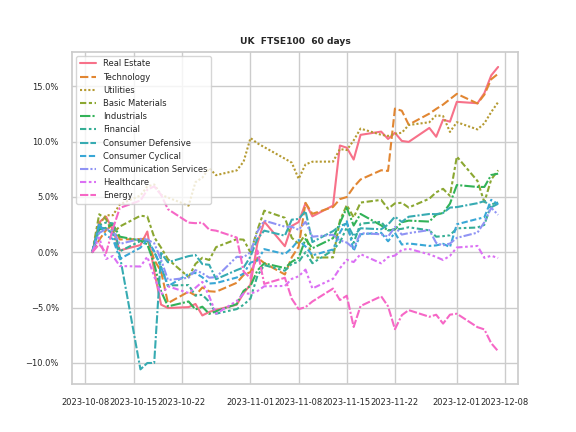 UK  FTSE100  60 days
Real Estate
Technology
Utilities
Basic Materials
Industrials
Financial
Consumer Defensive
Consumer Cyclical
Communication Services
Healthcare
Energy
15.0%
10.0%
5.0%
0.0%
−5.0%
−10.0%
2023-10-08 2023-10-15 2023-10-22 2023-11-01 2023-11-08 2023-11-15 2023-11-22 2023-12-01 2023-12-08